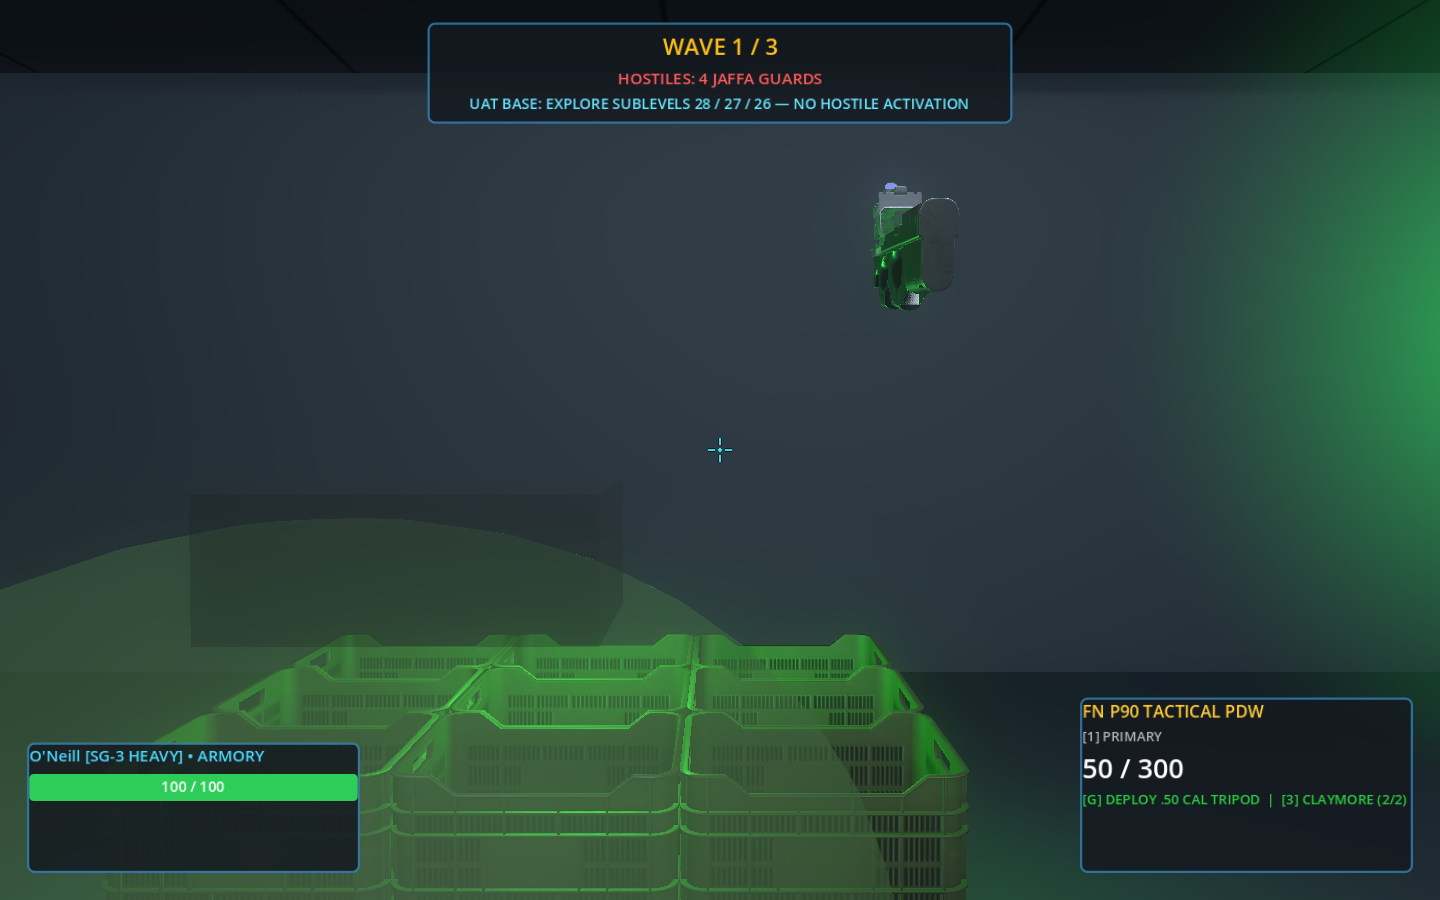 WAVE 1 / 3
HOSTILES: 4 JAFFA GUARDS
UAT BASE: EXPLORE SUBLEVELS 28 / 27 / 26 — NO HOSTILE ACTIVATION
O'Neill [SG-3 HEAVY] • ARMORY
100 / 100
FN P90 TACTICAL PDW
[1] PRIMARY
50 / 300
[G] DEPLOY .50 CAL TRIPOD | [3] CLAYMORE (2/2)